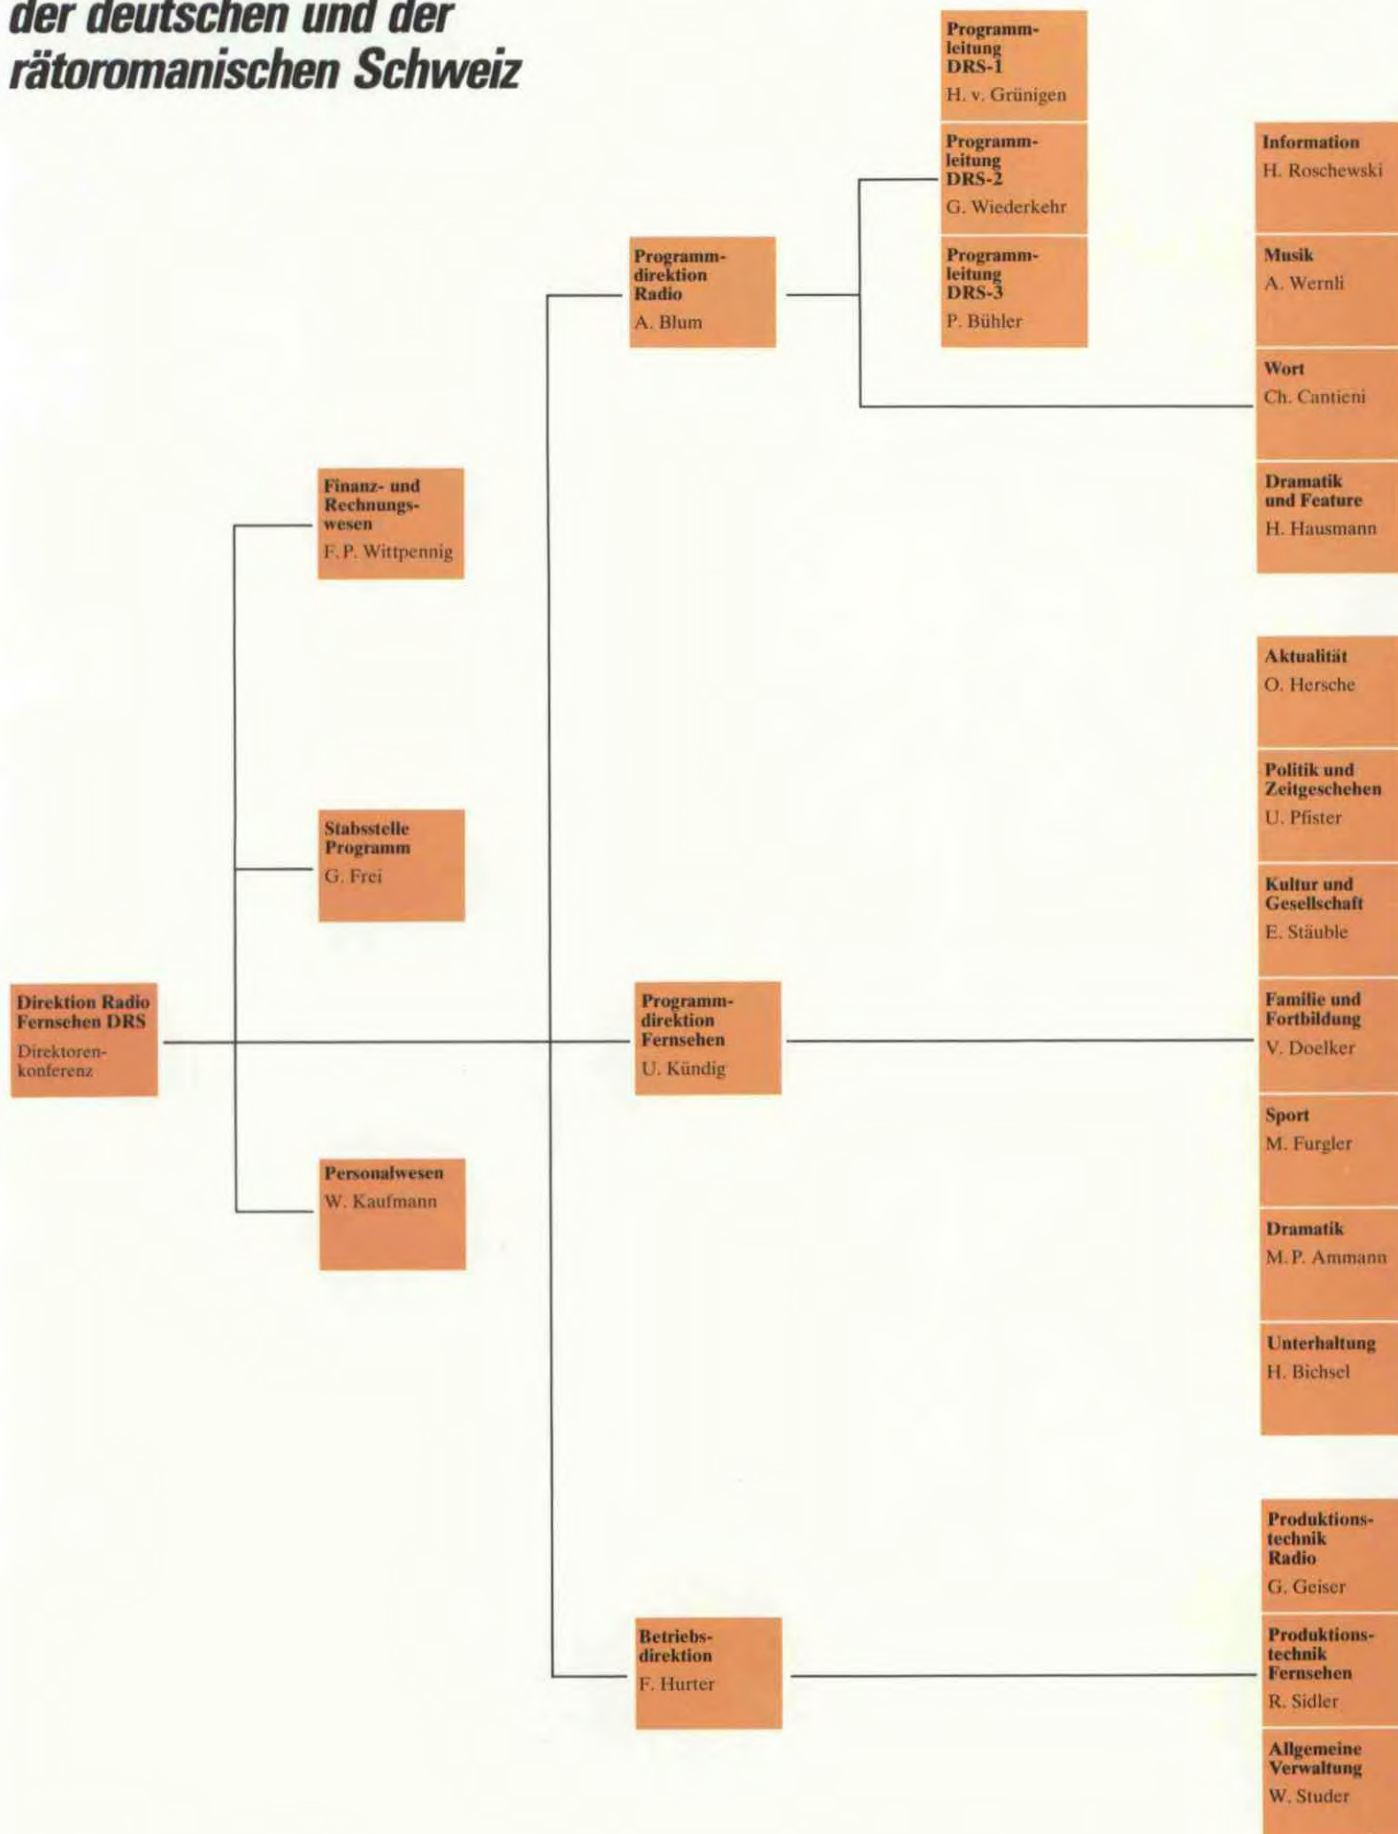 der deutschen und der
rätoromanischen Schweiz
Direktion Radio
Fernsehen DRS
Direktoren-
konferenz
Finanz- und
Rechnungs-
wesen
F. P. Wittpennig
Stabsstelle
Programm
G. Frei
Personalwesen
W. Kaufmann
Programm-
direktion
Radio
A. Blum
Programm-
direktion
Fernsehen
U. Kündig
Betriebs-
direktion
F. Hurter
Programm-
leitung
DRS-1
H. v. Grünigen
Programm-
leitung
DRS-2
G. Wiederkehr
Programm-
leitung
DRS-3
P. Bühler
Information
H. Roschewski
Musik
A. Wernli
Wort
Ch. Cantieni
Dramatik
und Feature
H. Hausmann
Aktualität
O. Hersche
Politik und
Zeitgeschehen
U. Pfister
Kultur und
Gesellschaft
E. Stäuble
Familie und
Fortbildung
V. Doelker
Sport
M. Furgler
Dramatik
M. P. Ammann
Unterhaltung
H. Bichsel
Produktions-
technik
Radio
G. Geiser
Produktions-
technik
Fernsehen
R. Sidler
Allgemeine
Verwaltung
W. Studer